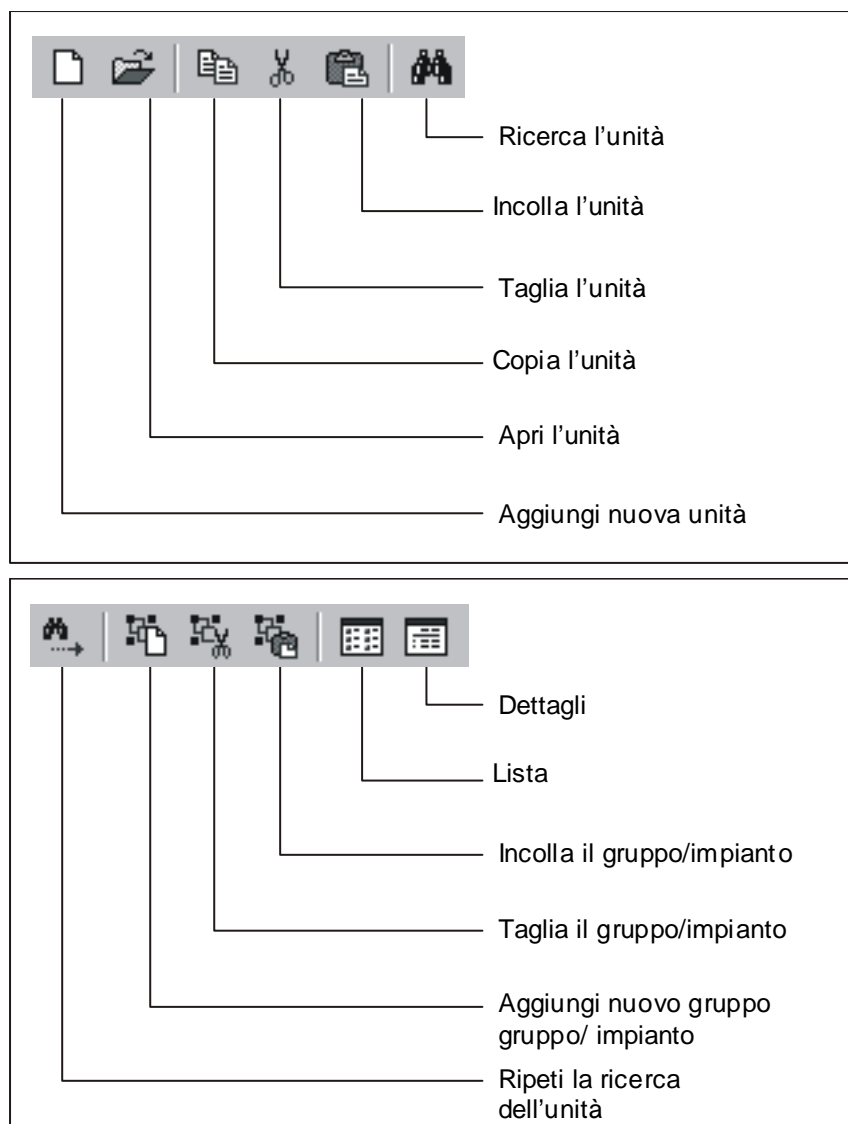 Ricerca l’unità
Incolla l’unità
Taglia l’unità
Copia l’unità
Apri l’unità
Aggiungi nuova unità
Dettagli
Lista
Incolla il gruppo/impianto
Taglia il gruppo/impianto
Aggiungi nuovo gruppo
gruppo/ impianto
Ripeti la ricerca
dell’unità